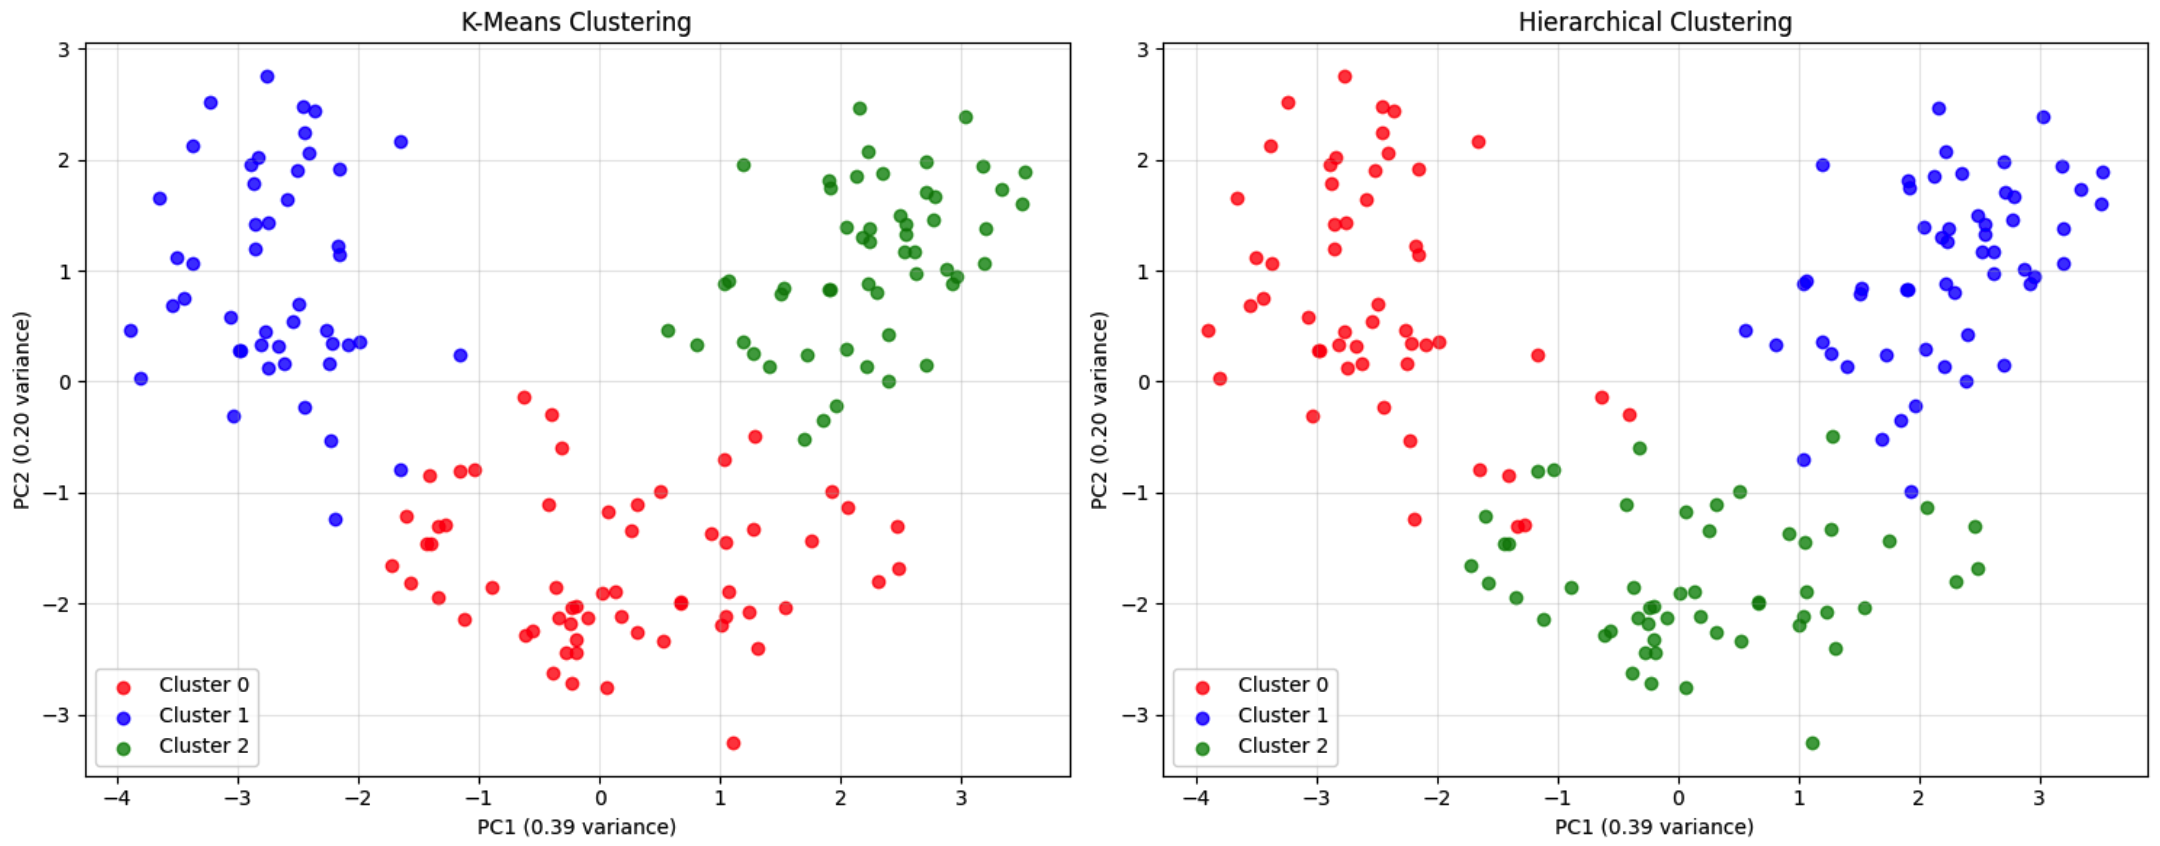 K-Means Clustering
3
2
1
0
−1
−2
−3
PC2 (0.20 variance)
Cluster 0
Cluster 1
Cluster 2
−4 −3 −2 −1 0 1 2 3
PC1 (0.39 variance)
Hierarchical Clustering
3
2
1
0
−1
−2
−3
PC2 (0.20 variance)
Cluster 0
Cluster 1
Cluster 2
−4 −3 −2 −1 0 1 2 3
PC1 (0.39 variance)